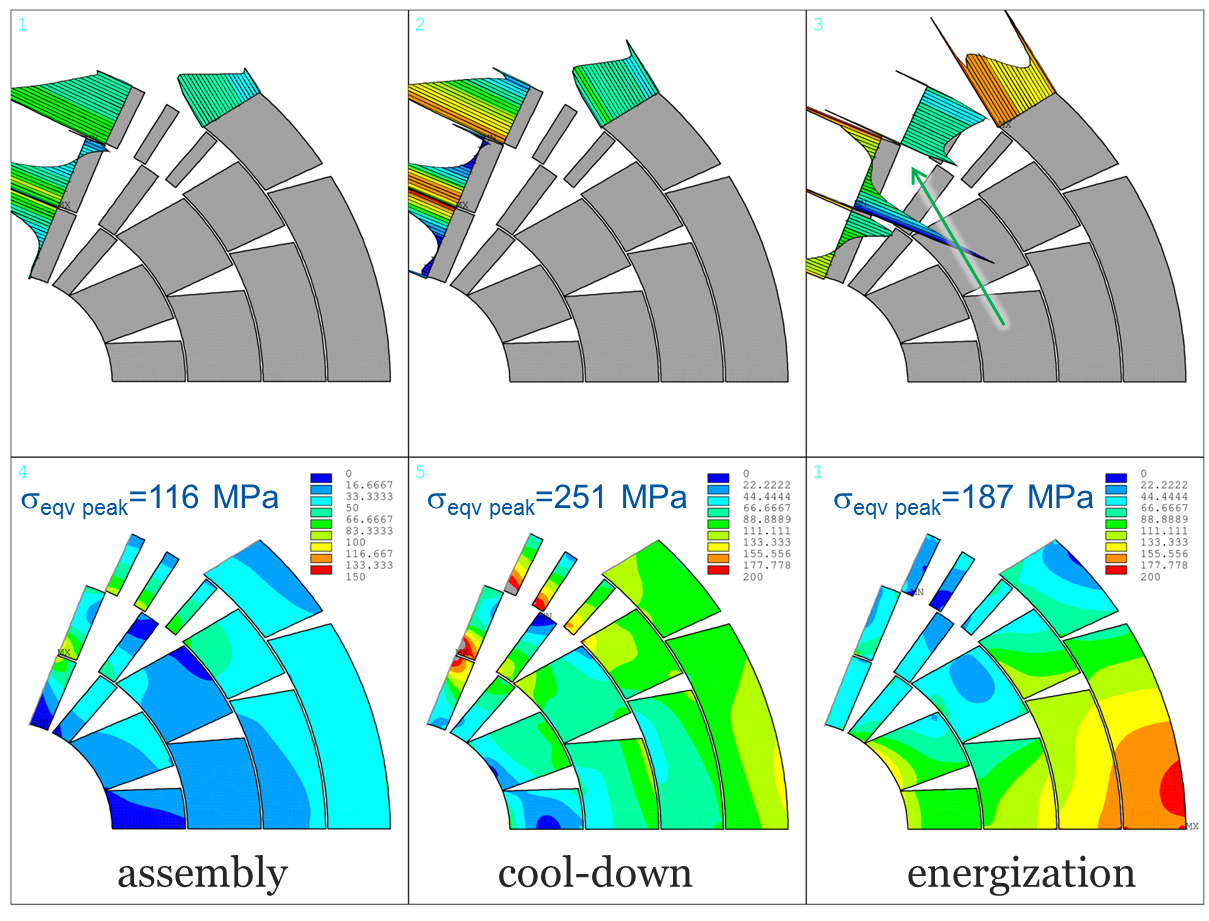 1
2
3
MX
MX
MX
4
σeqv peak=116 MPa
0
16.6667
33.3333
50
66.6667
83.3333
100
116.667
133.333
150
MX
5
σeqv peak=251 MPa
0
22.2222
44.4444
66.6667
88.8889
111.111
133.333
155.556
177.778
200
MX
1
σeqv peak=187 MPa
0
22.2222
44.4444
66.6667
88.8889
111.111
133.333
155.556
177.778
200
MN
MX
assembly
cool-down
energization